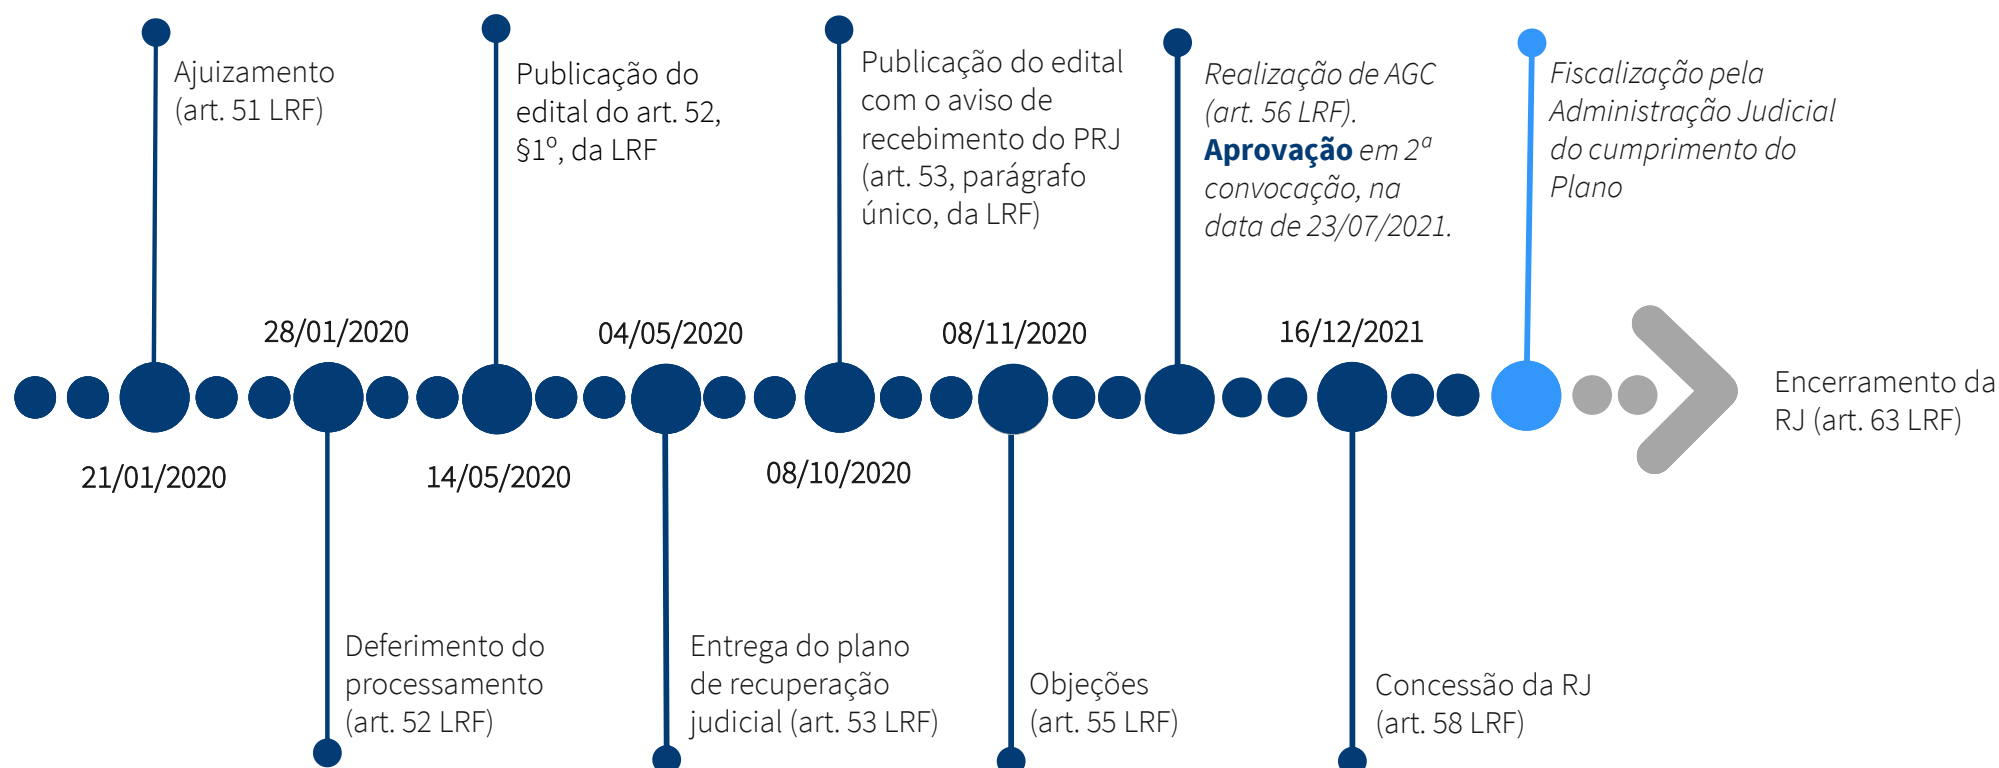 Ajuizamento
(art. 51 LRF)
Publicação do
edital do art. 52,
§1º, da LRF
Publicação do edital
com o aviso de
recebimento do PRJ
(art. 53, parágrafo
único, da LRF)
Realização de AGC
(art. 56 LRF).
Aprovação em 2ª
convocação, na
data de 23/07/2021.
Fiscalização pela
Administração Judicial
do cumprimento do
Plano
28/01/2020
04/05/2020
08/11/2020
16/12/2021
Encerramento da
RJ (art. 63 LRF)
21/01/2020
14/05/2020
08/10/2020
Deferimento do
processamento
(art. 52 LRF)
Entrega do plano
de recuperação
judicial (art. 53 LRF)
Objeções
(art. 55 LRF)
Concessão da RJ
(art. 58 LRF)